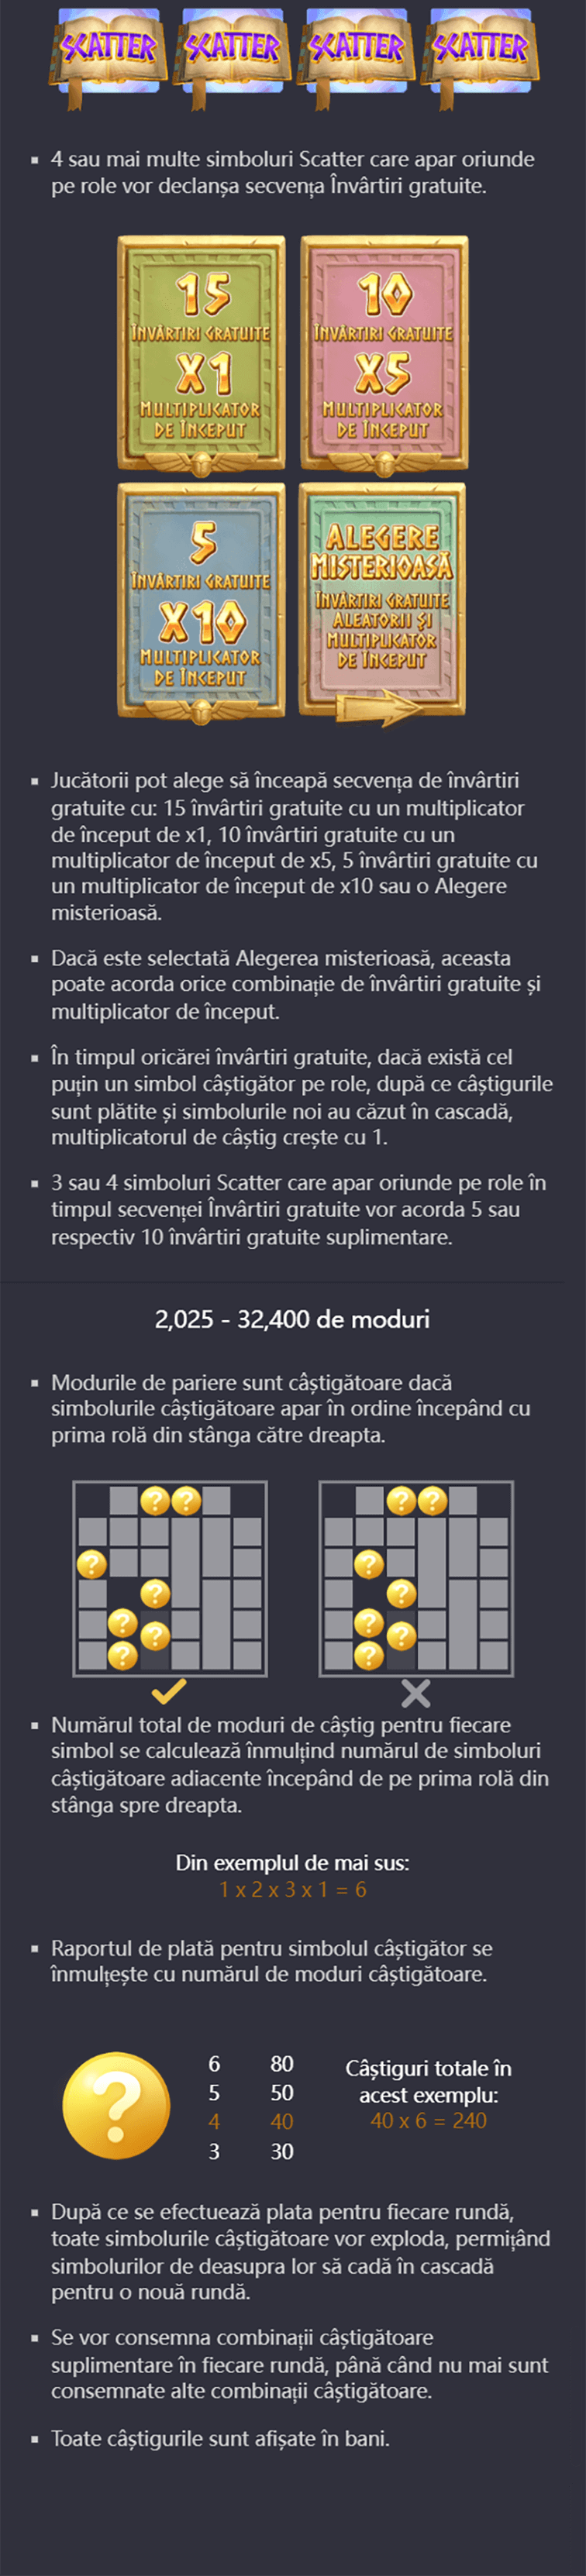 SCATTER SCATTER SCATTER SCATTER
▪ 4 sau mai multe simboluri Scatter care apar oriunde
pe role vor declanșa secvența Învârtiri gratuite.
15
ÎNVÂRTIRI GRATUITE
X1
MULTIPLICATOR
DE ÎNCEPUT
10
ÎNVÂRTIRI GRATUITE
X5
MULTIPLICATOR
DE ÎNCEPUT
5
ÎNVÂRTIRI GRATUITE
X10
MULTIPLICATOR
DE ÎNCEPUT
ALEGERE
MISTERIOASĂ
ÎNVÂRTIRI GRATUITE
ALEATORII ȘI
MULTIPLICATOR
DE ÎNCEPUT
▪ Jucătorii pot alege să înceapă secvența de învârtiri
gratuite cu: 15 învârtiri gratuite cu un multiplicator
de început de x1, 10 învârtiri gratuite cu un
multiplicator de început de x5, 5 învârtiri gratuite cu
un multiplicator de început de x10 sau o Alegere
misterioasă.
▪ Dacă este selectată Alegerea misterioasă, aceasta
poate acorda orice combinație de învârtiri gratuite și
multiplicator de început.
▪ În timpul oricărei învârtiri gratuite, dacă există cel
puțin un simbol câștigător pe role, după ce câștigurile
sunt plătite și simbolurile noi au căzut în cascadă,
multiplicatorul de câștig crește cu 1.
▪ 3 sau 4 simboluri Scatter care apar oriunde pe role în
timpul secvenței Învârtiri gratuite vor acorda 5 sau
respectiv 10 învârtiri gratuite suplimentare.
2,025 - 32,400 de moduri
▪ Modurile de pariere sunt câștigătoare dacă
simbolurile câștigătoare apar în ordine începând cu
prima rolă din stânga către dreapta.
? ? ? ?
? ?
? ?
? ? ? ?
? ?
▪ Numărul total de moduri de câștig pentru fiecare
simbol se calculează înmulțind numărul de simboluri
câștigătoare adiacente începând de pe prima rolă din
stânga spre dreapta.
Din exemplul de mai sus:
1 x 2 x 3 x 1 = 6
▪ Raportul de plată pentru simbolul câștigător se
înmulțește cu numărul de moduri câștigătoare.
?
6 80
5 50
4 40
3 30
Câștiguri totale în
acest exemplu:
40 x 6 = 240
▪ După ce se efectuează plata pentru fiecare rundă,
toate simbolurile câștigătoare vor exploda, permițând
simbolurilor de deasupra lor să cadă în cascadă
pentru o nouă rundă.
▪ Se vor consemna combinații câștigătoare
suplimentare în fiecare rundă, până când nu mai sunt
consemnate alte combinații câștigătoare.
▪ Toate câștigurile sunt afișate în bani.